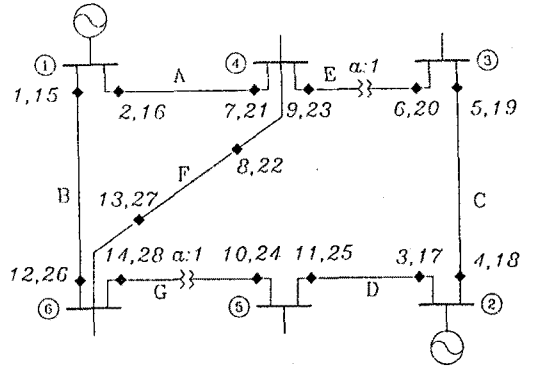 ① A ④ E a:1 ③
1,15 2,16 7,21 9,23 6,20 5,19
8,22
F
13,27
B C
12,26 14,28 a:1 10,24 11,25 3,17 4,18
G D
⑥ ⑤ ②